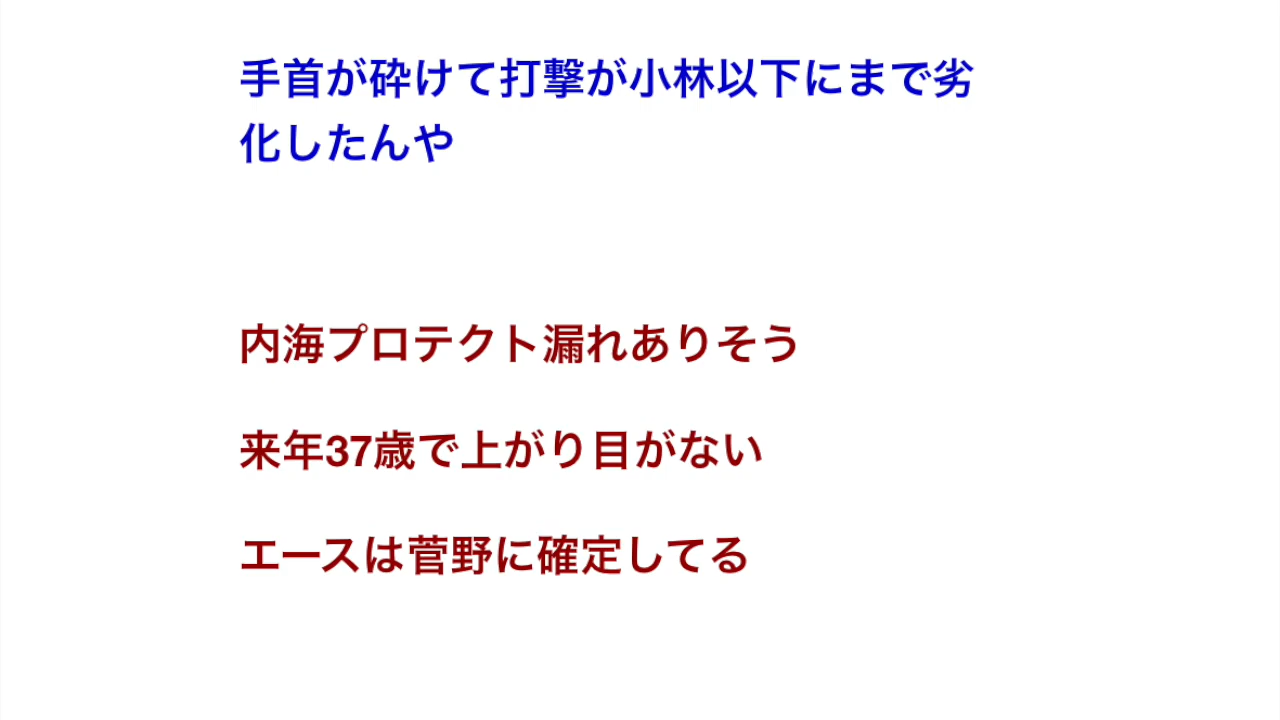 手首が砕けて打撃が小林以下にまで劣
化したんや
内海プロテクト漏れありそう
来年37歳で上がり目がない
エースは菅野に確定してる